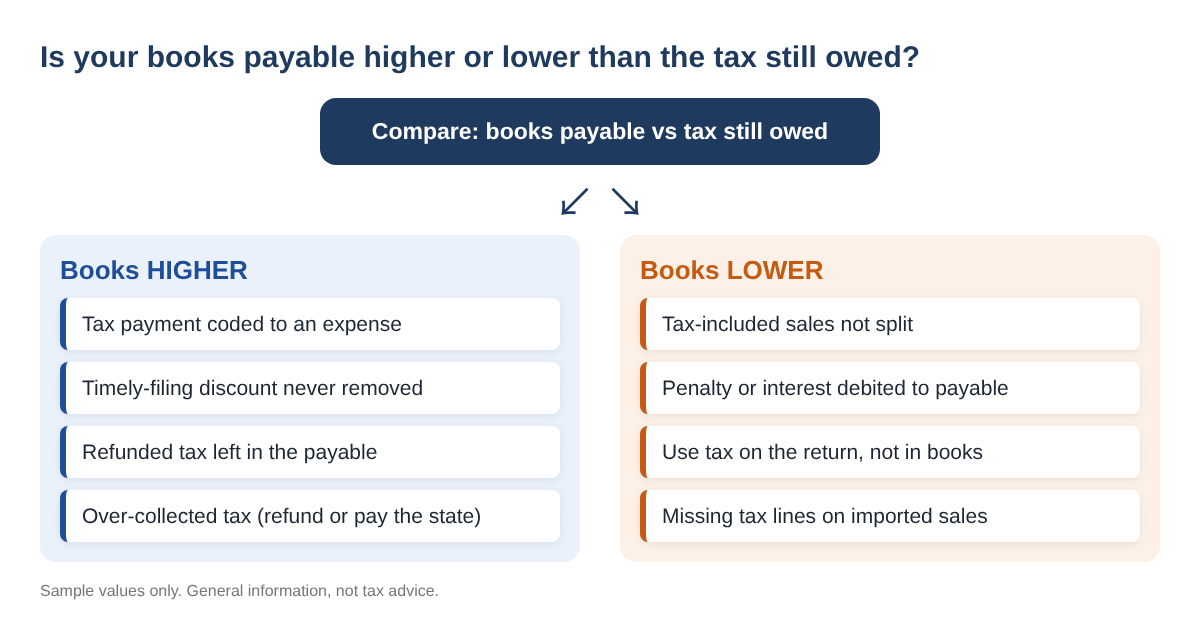 Is your books payable higher or lower than the tax still owed?
Compare: books payable vs tax still owed
Books HIGHER
Tax payment coded to an expense
Timely-filing discount never removed
Refunded tax left in the payable
Over-collected tax (refund or pay the state)
Books LOWER
Tax-included sales not split
Penalty or interest debited to payable
Use tax on the return, not in books
Missing tax lines on imported sales
Sample values only. General information, not tax advice.